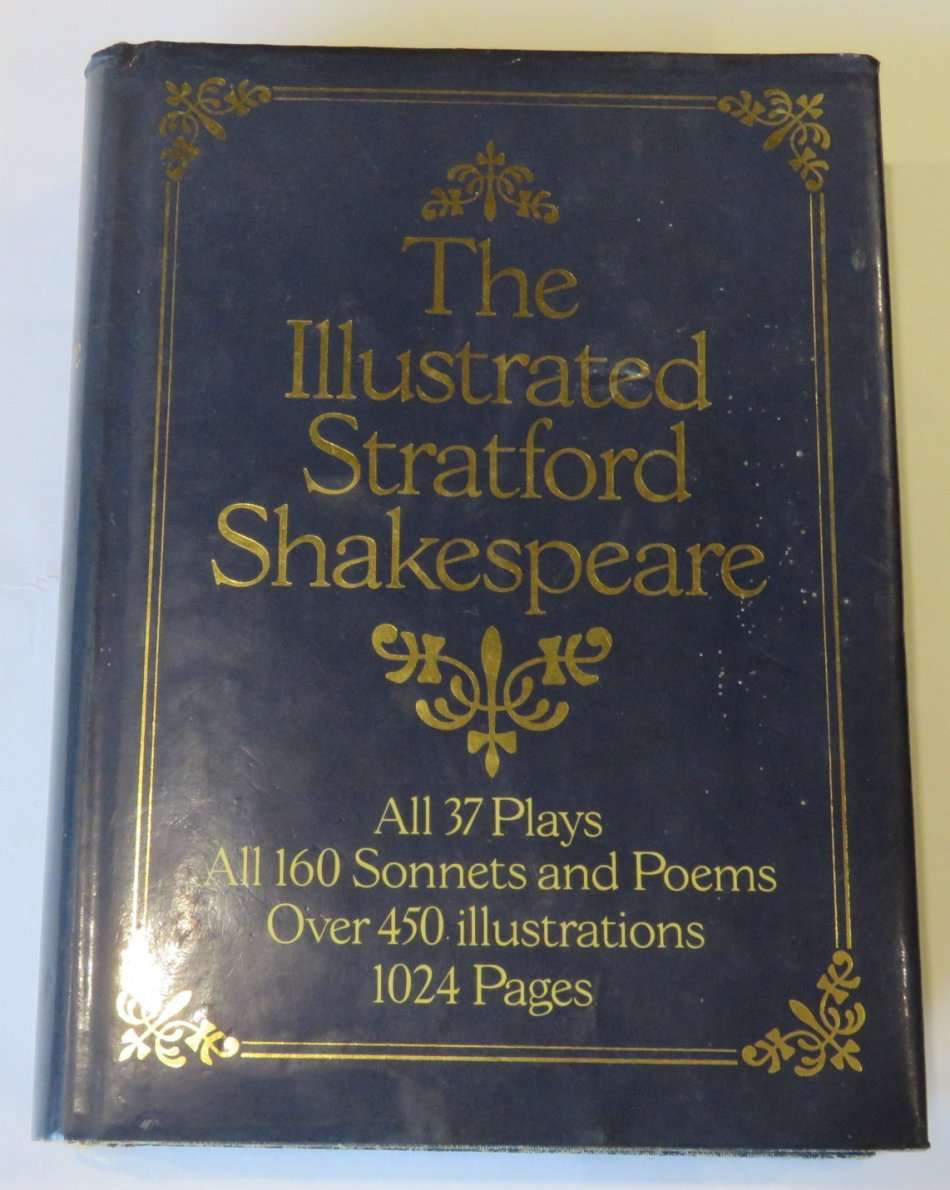 The
Illustrated
Stratford
Shakespeare
All 37 Plays
All 160 Sonnets and Poems
Over 450 illustrations
1024 Pages